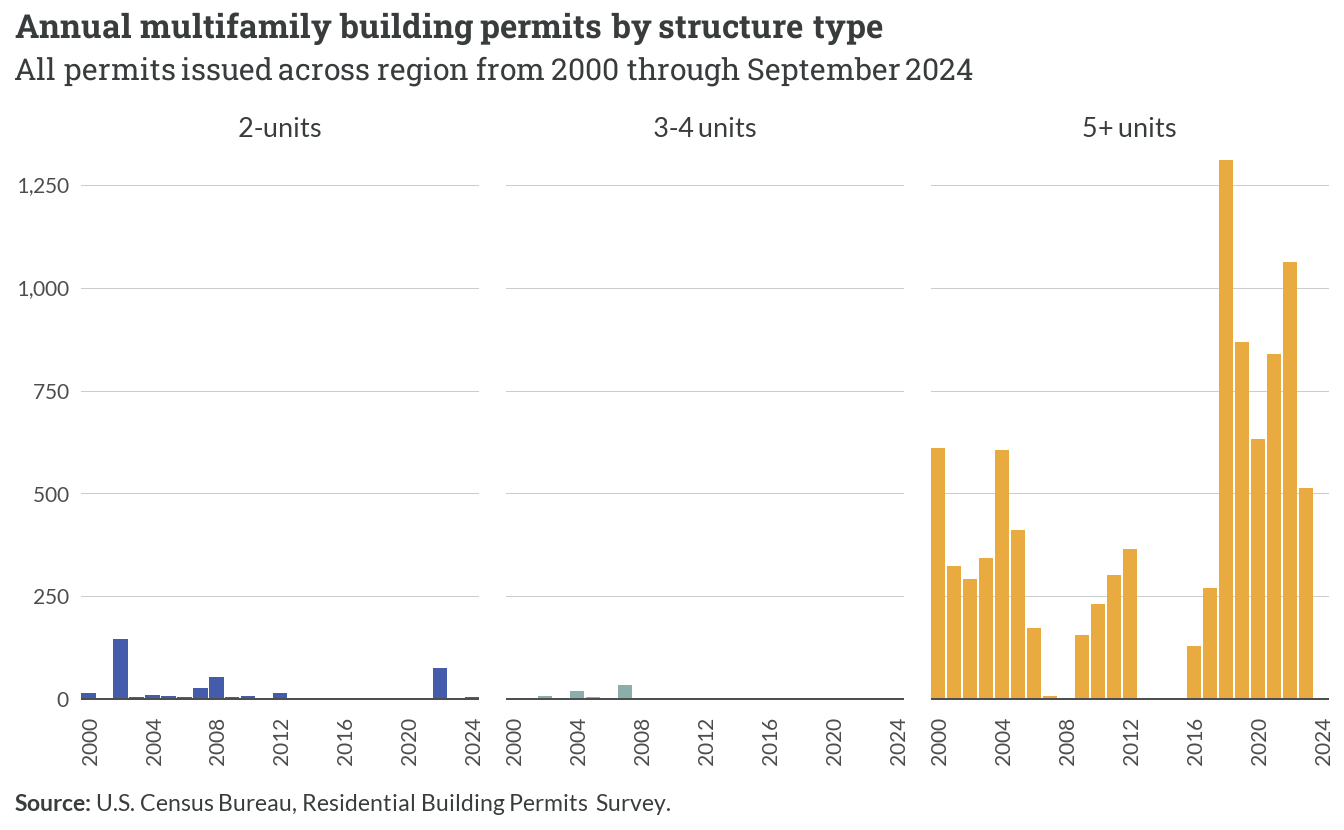 Annual multifamily building permits by structure type
All permits issued across region from 2000 through September 2024
2-units 3-4 units 5+ units
1,250
1,000
750
500
250
0
2000 2004 2008 2012 2016 2020 2024 2000 2004 2008 2012 2016 2020 2024 2000 2004 2008 2012 2016 2020 2024
Source: U.S. Census Bureau, Residential Building Permits Survey.